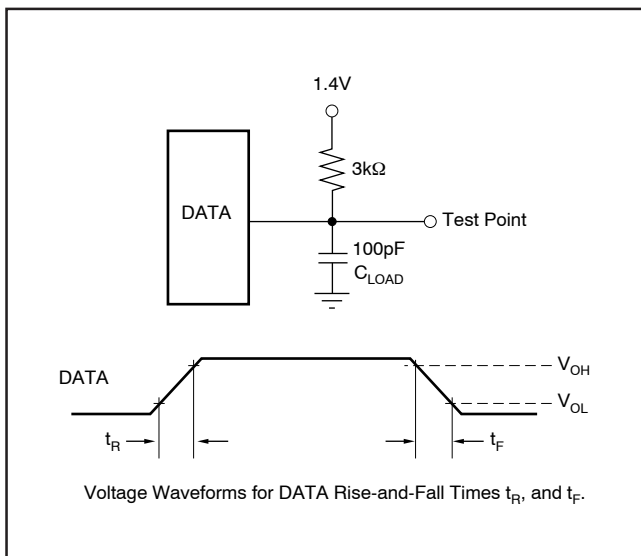 1.4V
3kΩ
DATA
Test Point
100pF
C_LOAD
DATA
V_OH
V_OL
t_R
t_F
Voltage Waveforms for DATA Rise-and-Fall Times t_R, and t_F.